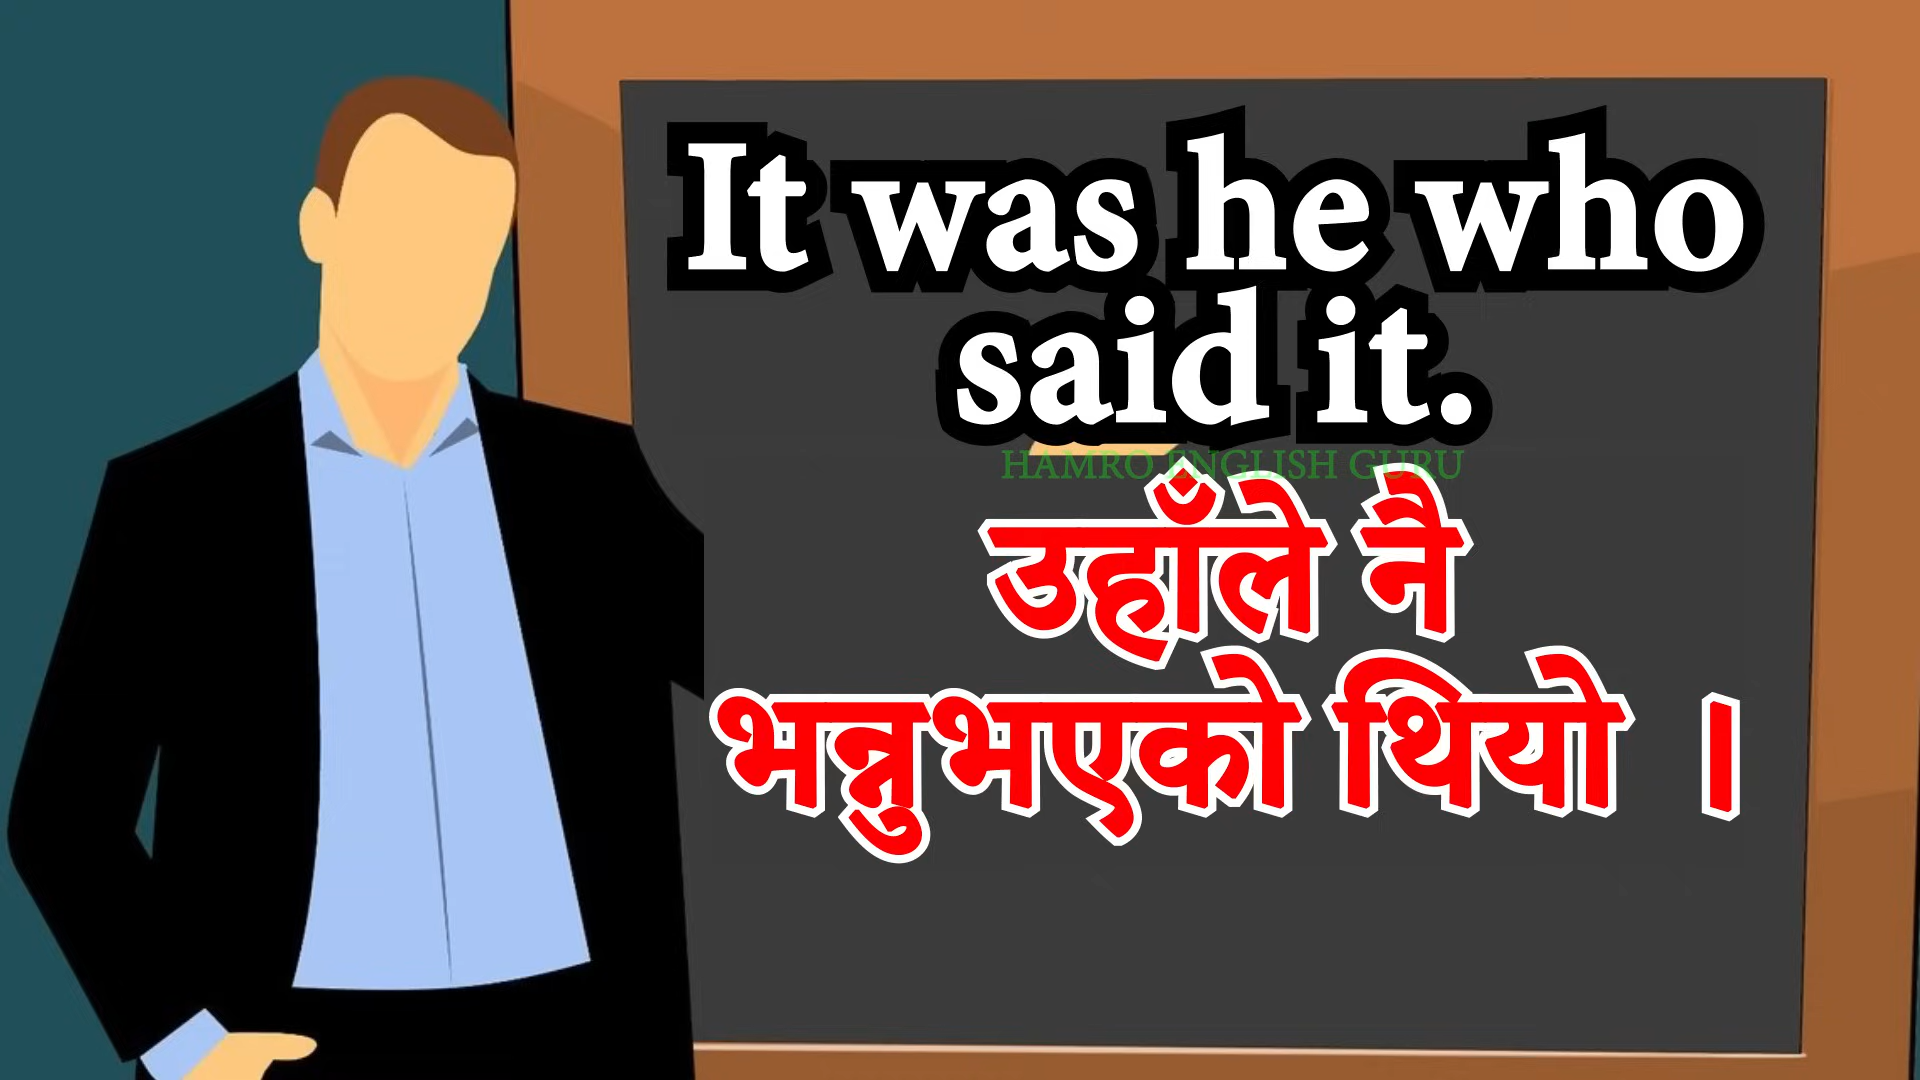 It was he who
said it.
HAMRO ENGLISH GURU
उहाँले नै
भन्नुभएको थियो ।